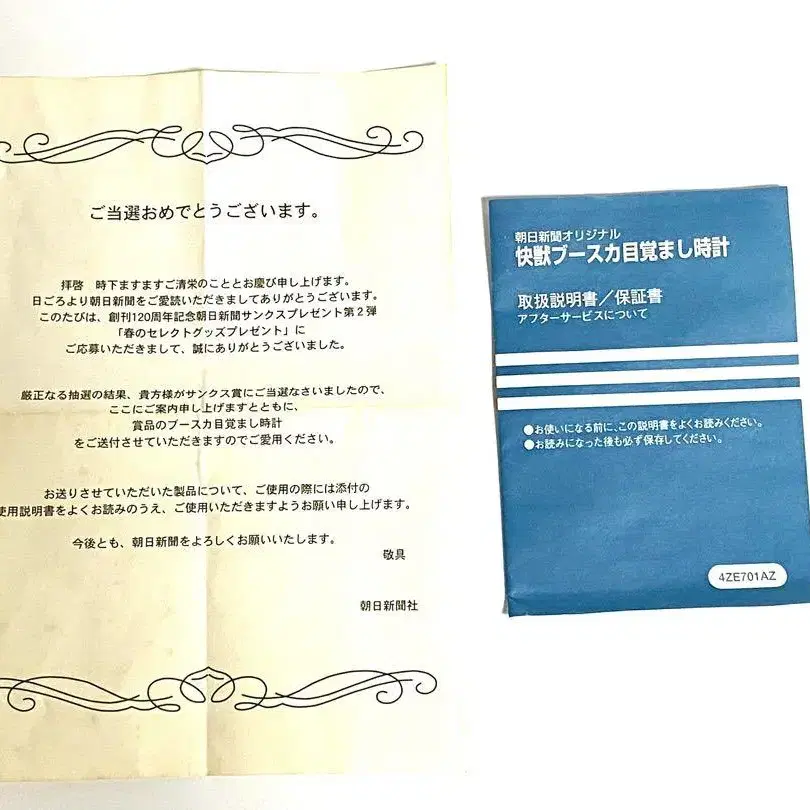 ご当選おめでとうございます。
拝啓　時下ますますご清栄のこととお慶び申し上げます。
日ごろより朝日新聞をご愛読いただきましてありがとうございます。
このたびは、創刊120周年記念朝日新聞サンクスプレゼント第2弾
「春のセレクトグッズプレゼント」に
ご応募いただきまして、誠にありがとうございました。
厳正なる抽選の結果、貴方様がサンクス賞にご当選なさいましたので、
ここにご案内申し上げますとともに、
賞品のブースカ目覚まし時計
をご送付させていただきますのでご愛用ください。
お送りさせていただいた製品について、ご使用の際には添付の
使用説明書をよくお読みのうえ、ご使用いただきますようお願い申し上げます。
今後とも、朝日新聞をよろしくお願いいたします。
敬具
朝日新聞社
朝日新聞オリジナル
快獣ブースカ目覚まし時計
取扱説明書／保証書
アフターサービスについて
●お使いになる前に、この説明書をよくお読みください。
●お読みになった後も必ず保存してください。
4ZE701AZ